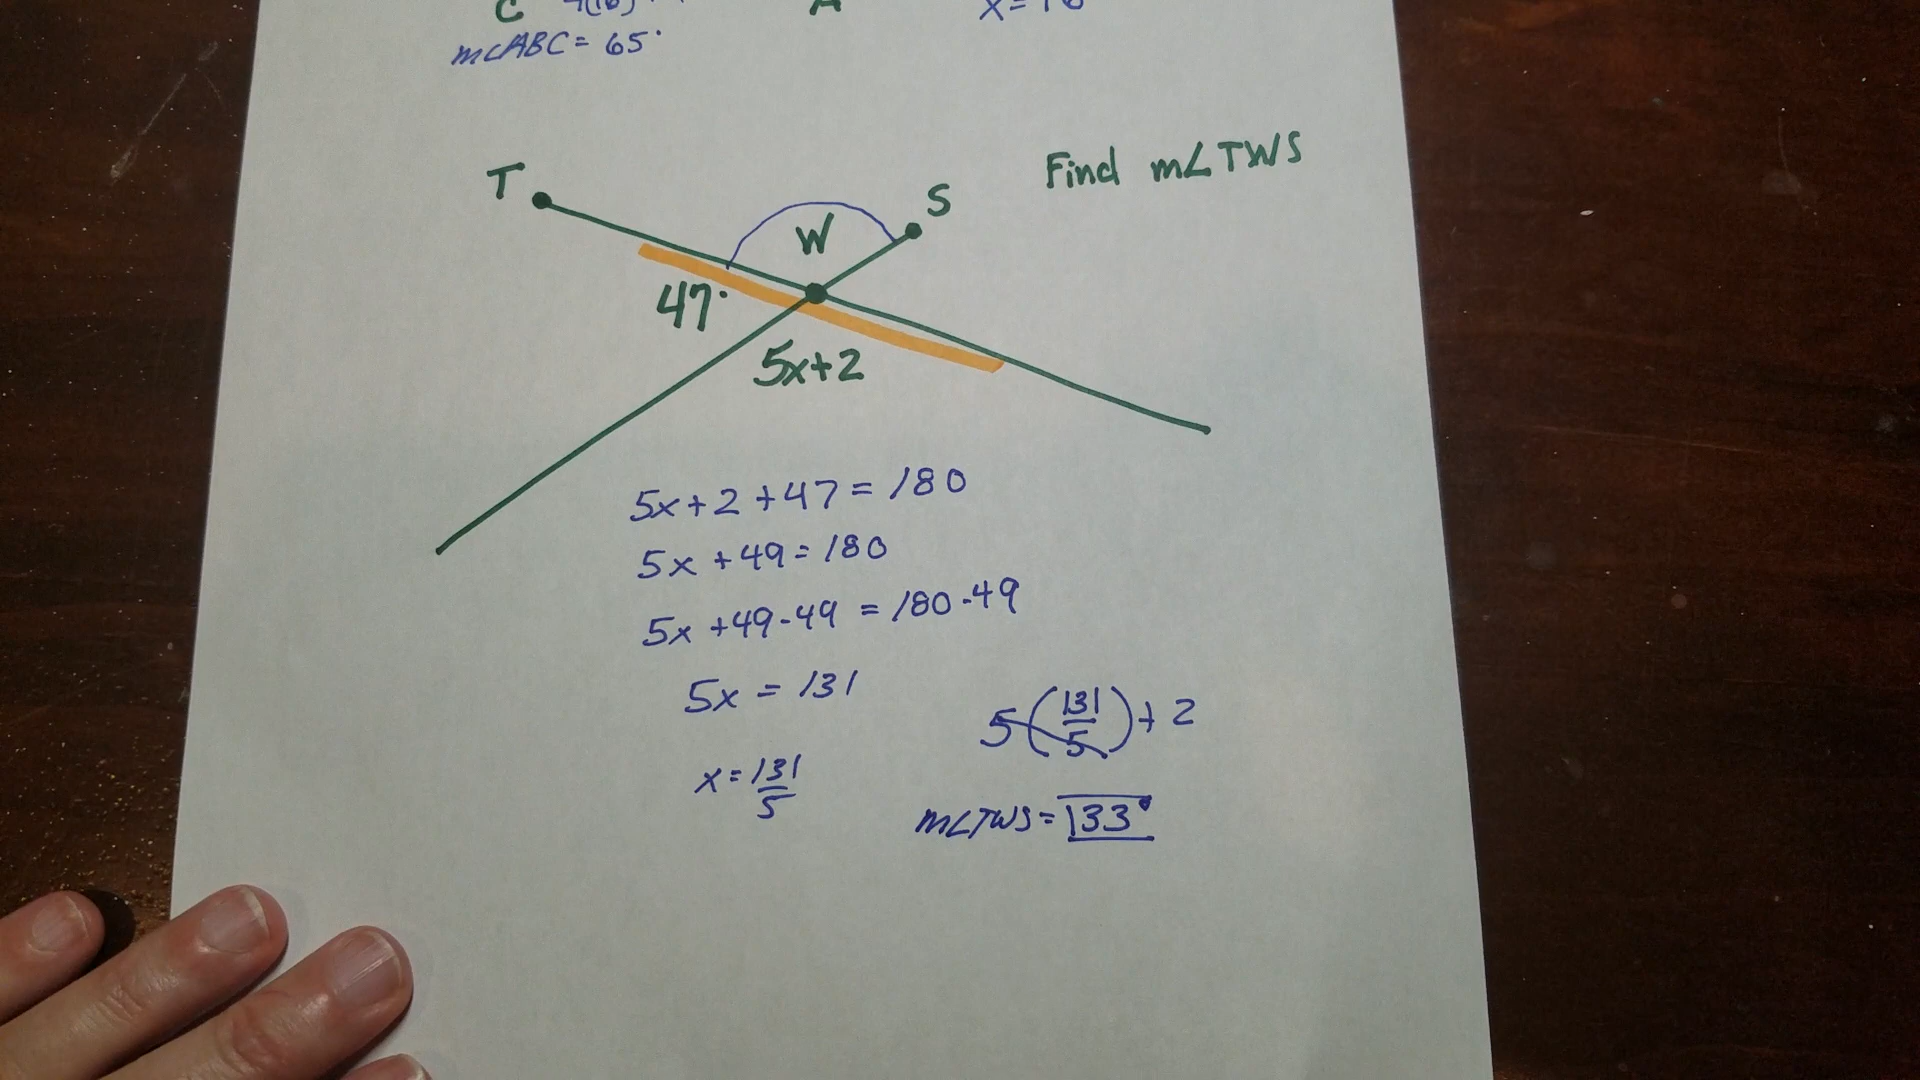 C
A
m∠ABC = 65°
Find m∠TWS
T
S
W
47°
5x+2
5x+2+47=180
5x+49=180
5x+49-49=180-49
5x=131
x=131/5
5(131/5)+2
m∠TWS=133°